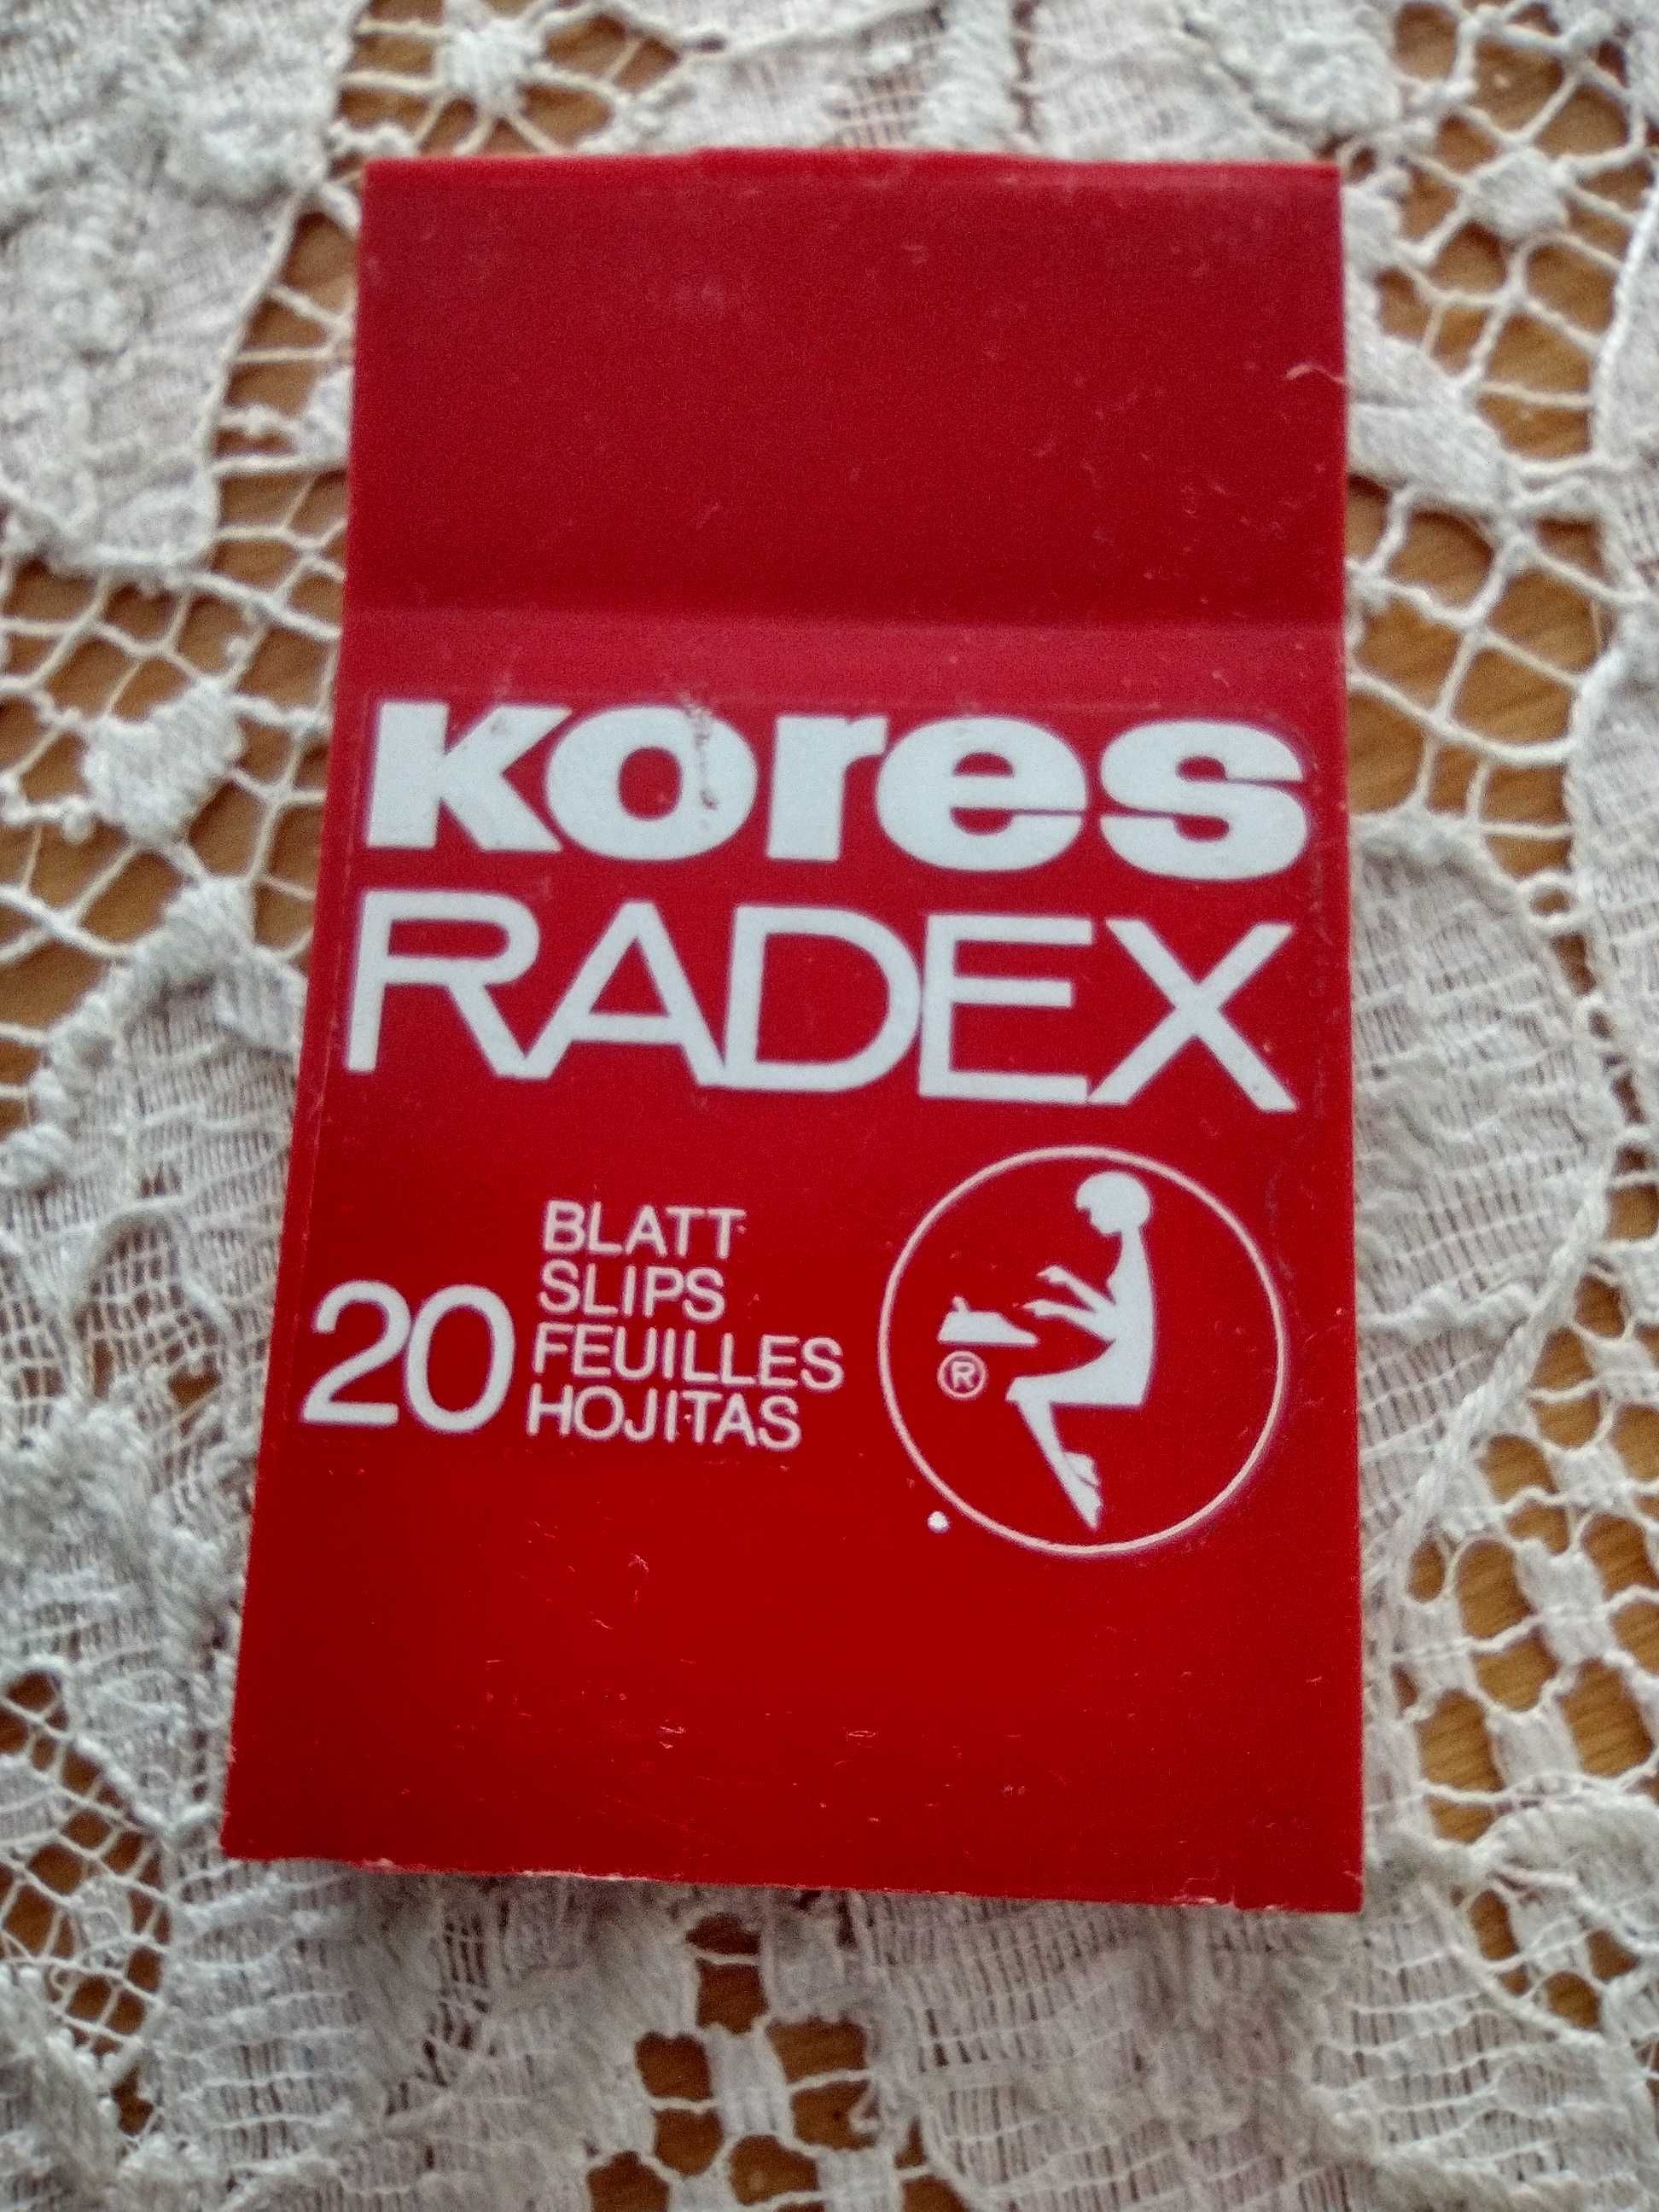 kores
RADEX
20
BLATT
SLIPS
FEUILLES
HOJITAS
®